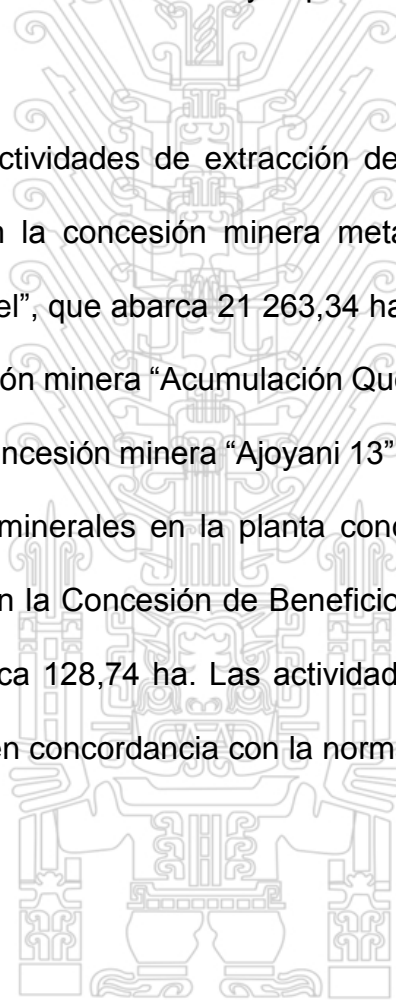 ctividades de extracción de
la concesión minera meta
el”, que abarca 21 263,34 ha
ón minera “Acumulación Qu
oncesión minera “Ajoyani 13”
minerales en la planta con
n la Concesión de Beneficio
ca 128,74 ha. Las actividad
en concordancia con la norm